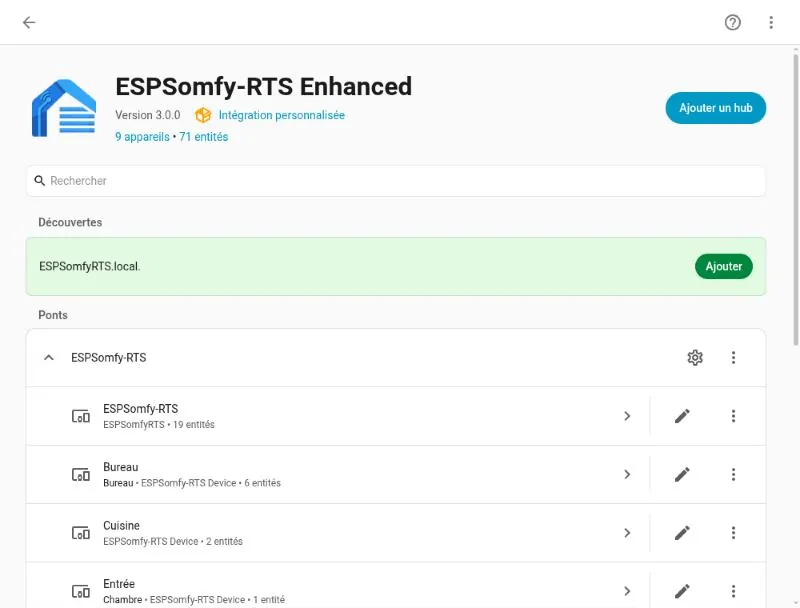 ESPSomfy-RTS Enhanced
Version 3.0.0 Intégration personnalisée
9 appareils • 71 entités
Ajouter un hub
Rechercher
Découvertes
ESPSomfyRTS.local.
Ajouter
Ponts
ESPSomfy-RTS
ESPSomfy-RTS
ESPSomfyRTS • 19 entités
Bureau
Bureau • ESPSomfy-RTS Device • 6 entités
Cuisine
ESPSomfy-RTS Device • 2 entités
Entrée
Chambre • ESPSomfy-RTS Device • 1 entité